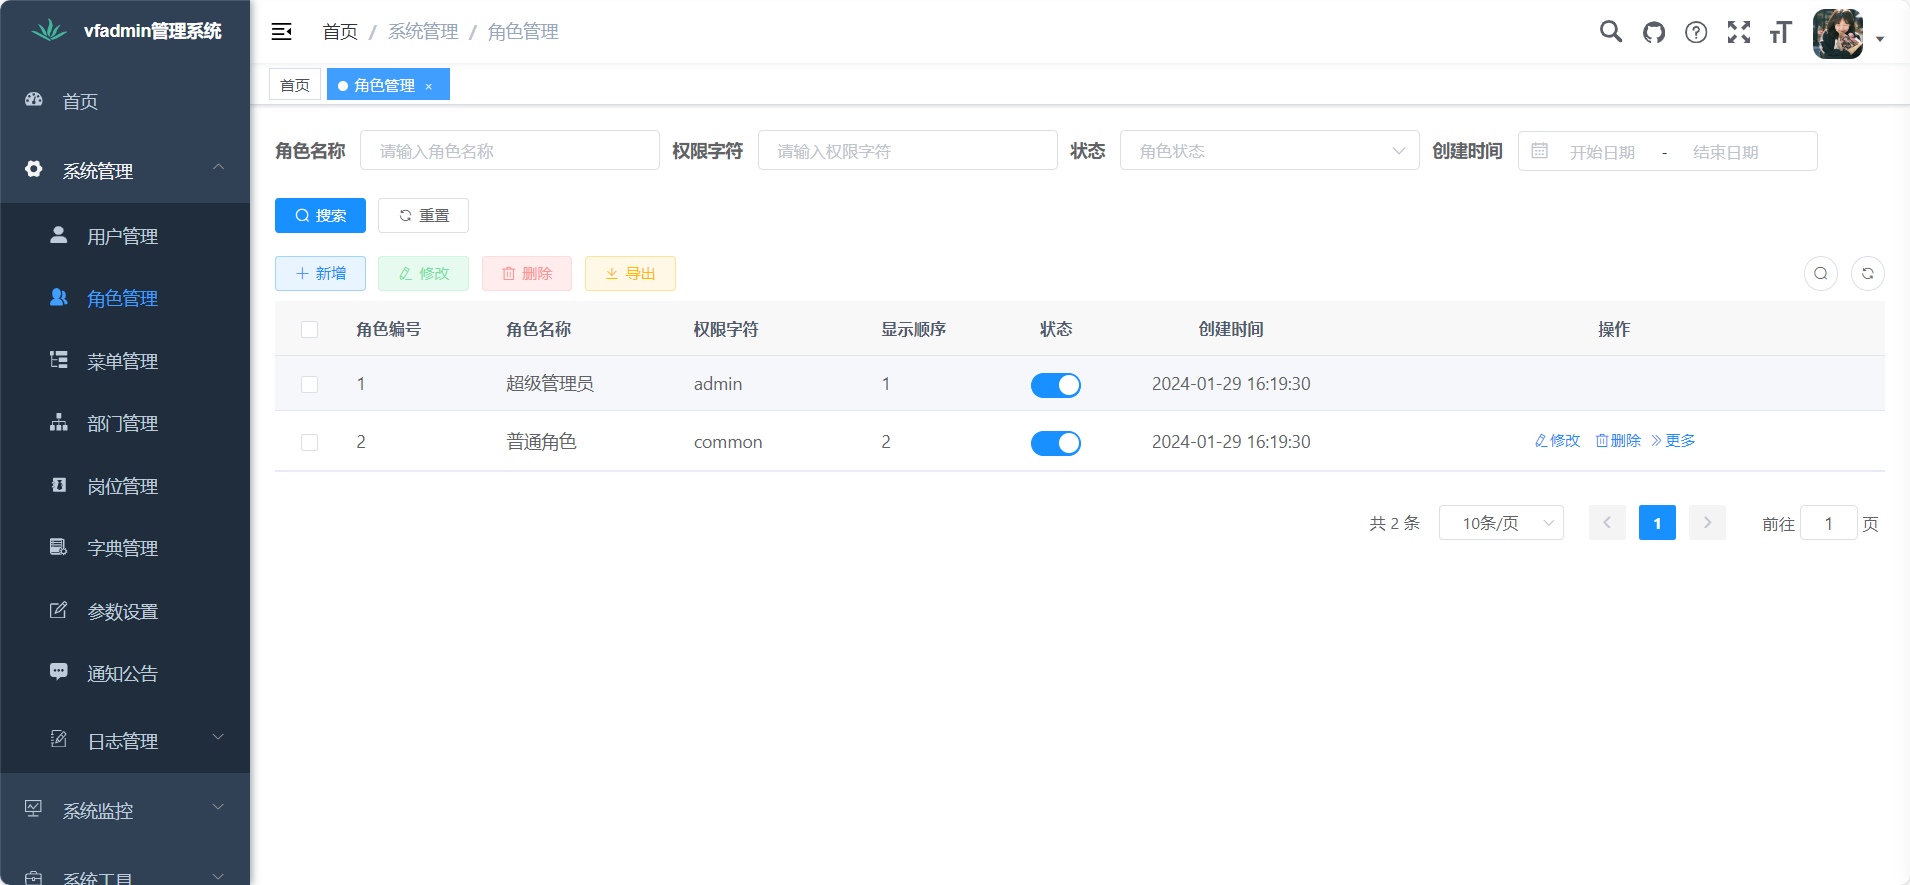 vfadmin管理系统
首页
系统管理
用户管理
角色管理
菜单管理
部门管理
岗位管理
字典管理
参数设置
通知公告
日志管理
系统监控
系统工具
首页 / 系统管理 / 角色管理
首页 角色管理 ×
角色名称 请输入角色名称 权限字符 请输入权限字符 状态 角色状态 创建时间 开始日期 - 结束日期
搜索 重置
新增 修改 删除 导出
角色编号 角色名称 权限字符 显示顺序 状态 创建时间 操作
1 超级管理员 admin 1 2024-01-29 16:19:30
2 普通角色 common 2 2024-01-29 16:19:30 修改 删除 更多
共 2 条 10条/页 1 前往 1 页